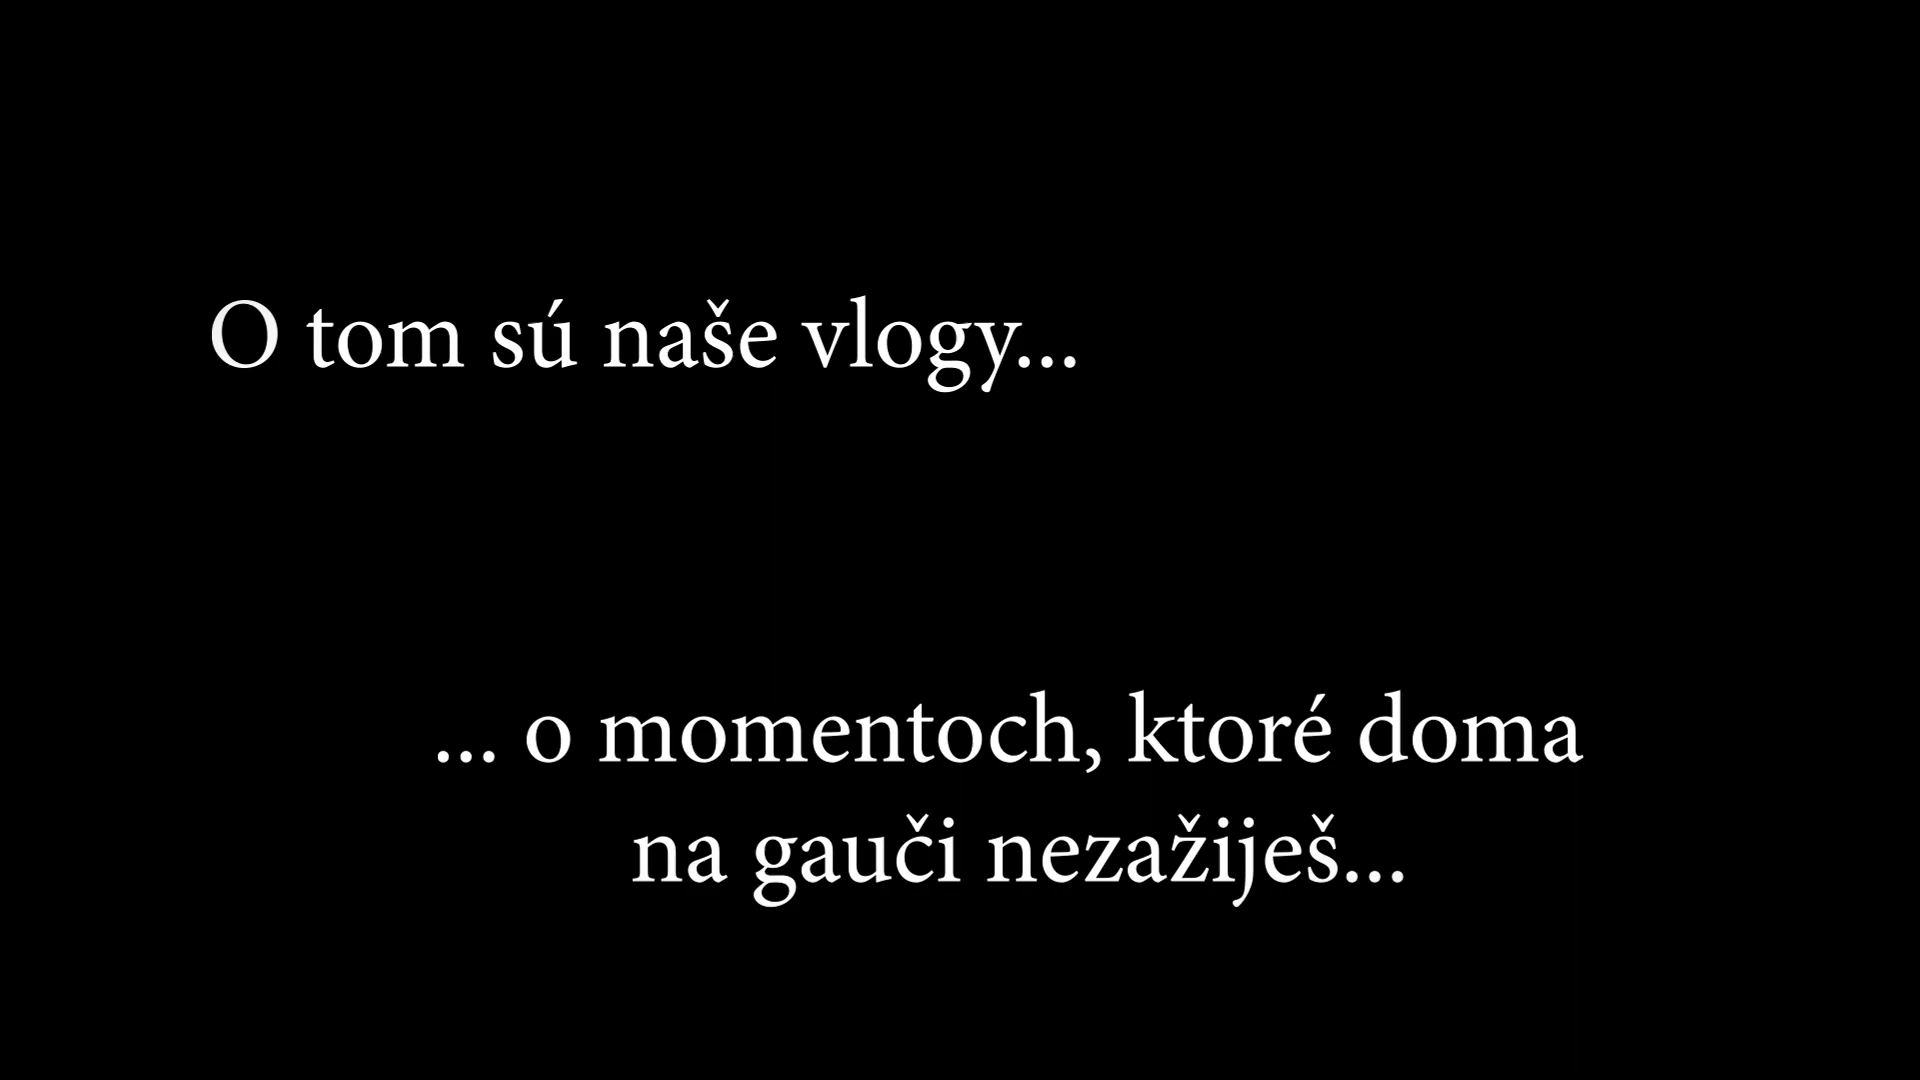 O tom sú naše vlogy...
... o momentoch, ktoré doma
na gauči nezažiješ...